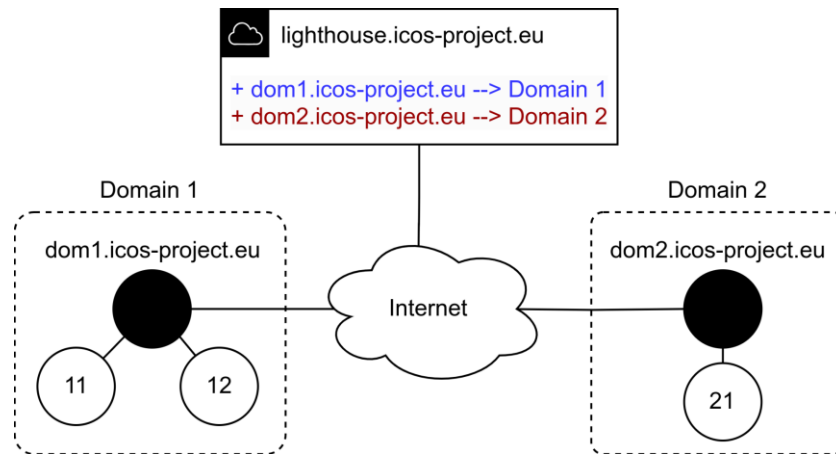 lighthouse.icos-project.eu
+ dom1.icos-project.eu --> Domain 1
+ dom2.icos-project.eu --> Domain 2
Domain 1
Domain 2
dom1.icos-project.eu
dom2.icos-project.eu
Internet
11
12
21